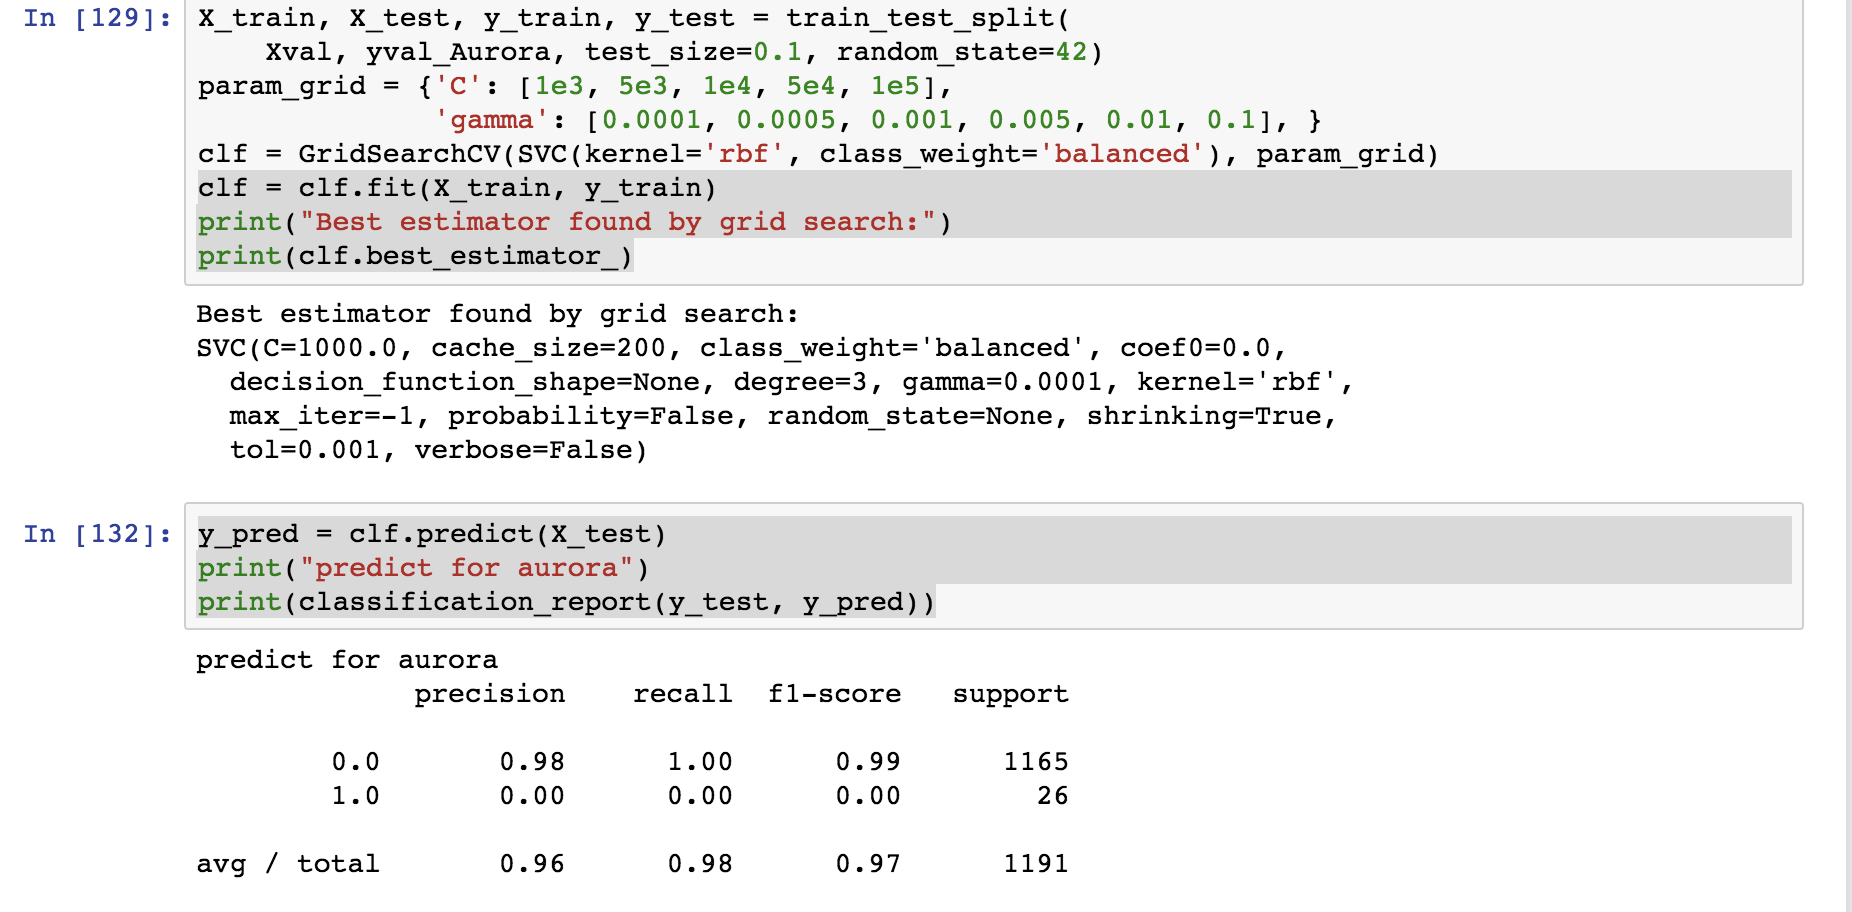 In [129]: X_train, X_test, y_train, y_test = train_test_split(
    Xval, yval_Aurora, test_size=0.1, random_state=42)
param_grid = {'C': [1e3, 5e3, 1e4, 5e4, 1e5],
              'gamma': [0.0001, 0.0005, 0.001, 0.005, 0.01, 0.1], }
clf = GridSearchCV(SVC(kernel='rbf', class_weight='balanced'), param_grid)
clf = clf.fit(X_train, y_train)
print("Best estimator found by grid search:")
print(clf.best_estimator_)
Best estimator found by grid search:
SVC(C=1000.0, cache_size=200, class_weight='balanced', coef0=0.0,
  decision_function_shape=None, degree=3, gamma=0.0001, kernel='rbf',
  max_iter=-1, probability=False, random_state=None, shrinking=True,
  tol=0.001, verbose=False)
In [132]: y_pred = clf.predict(X_test)
print("predict for aurora")
print(classification_report(y_test, y_pred))
predict for aurora
             precision    recall  f1-score   support
        0.0       0.98      1.00      0.99      1165
        1.0       0.00      0.00      0.00        26
avg / total       0.96      0.98      0.97      1191